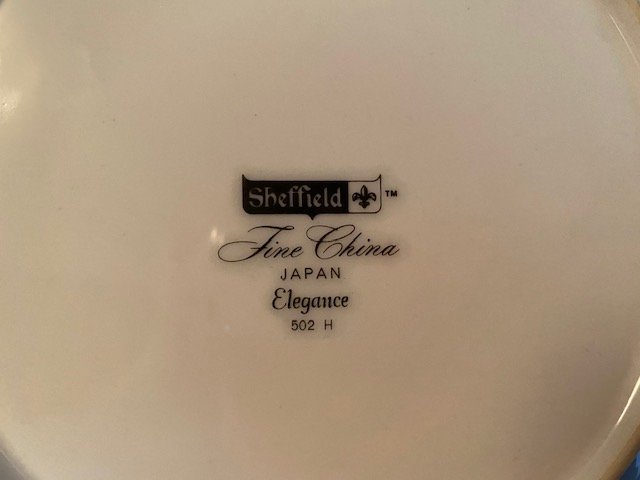 Sheffield ™
Fine China
JAPAN
Elegance
502 H